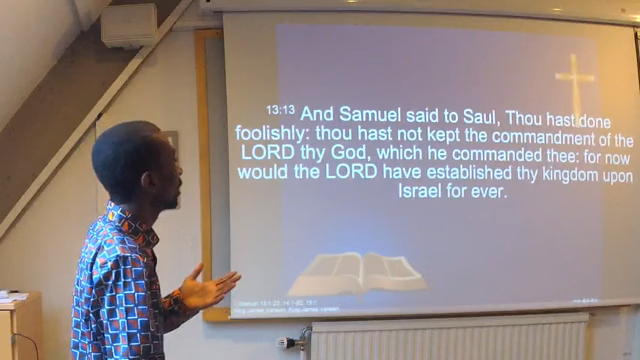 13:13 And Samuel said to Saul, Thou hast done
foolishly: thou hast not kept the commandment of the
LORD thy God, which he commanded thee: for now
would the LORD have established thy kingdom upon
Israel for ever.